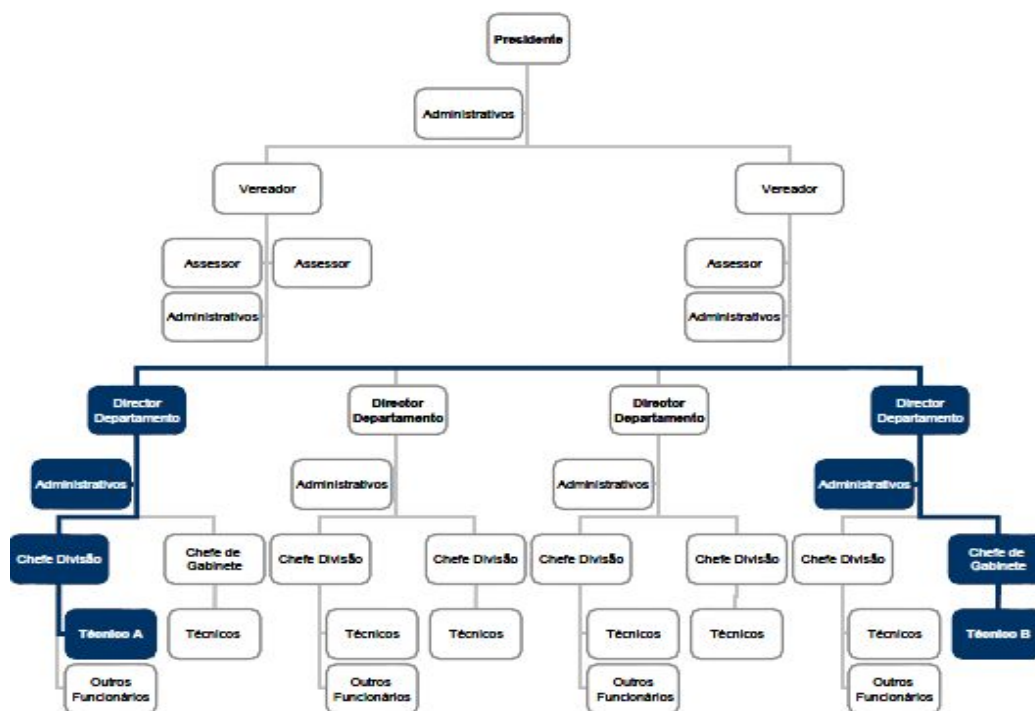 Presidente
Administrativos
Vereador
Vereador
Assessor
Assessor
Assessor
Administrativos
Administrativos
Director
Departamento
Director
Departamento
Director
Departamento
Director
Departamento
Administrativos
Administrativos
Administrativos
Administrativos
Chefe Divisão
Chefe de
Gabinete
Chefe Divisão
Chefe Divisão
Chefe Divisão
Chefe Divisão
Chefe Divisão
Chefe de
Gabinete
Técnico A
Técnicos
Técnicos
Técnicos
Técnicos
Técnicos
Técnicos
Técnico B
Outros
Funcionários
Outros
Funcionários
Outros
Funcionários
Outros
Funcionários